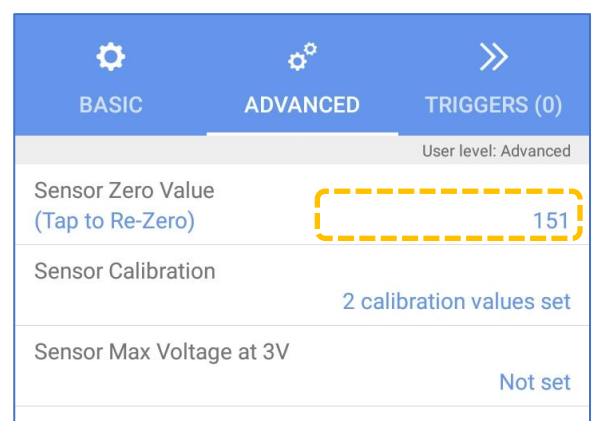 BASIC ADVANCED TRIGGERS (0)
User level: Advanced
Sensor Zero Value
(Tap to Re-Zero) 151
Sensor Calibration
2 calibration values set
Sensor Max Voltage at 3V
Not set